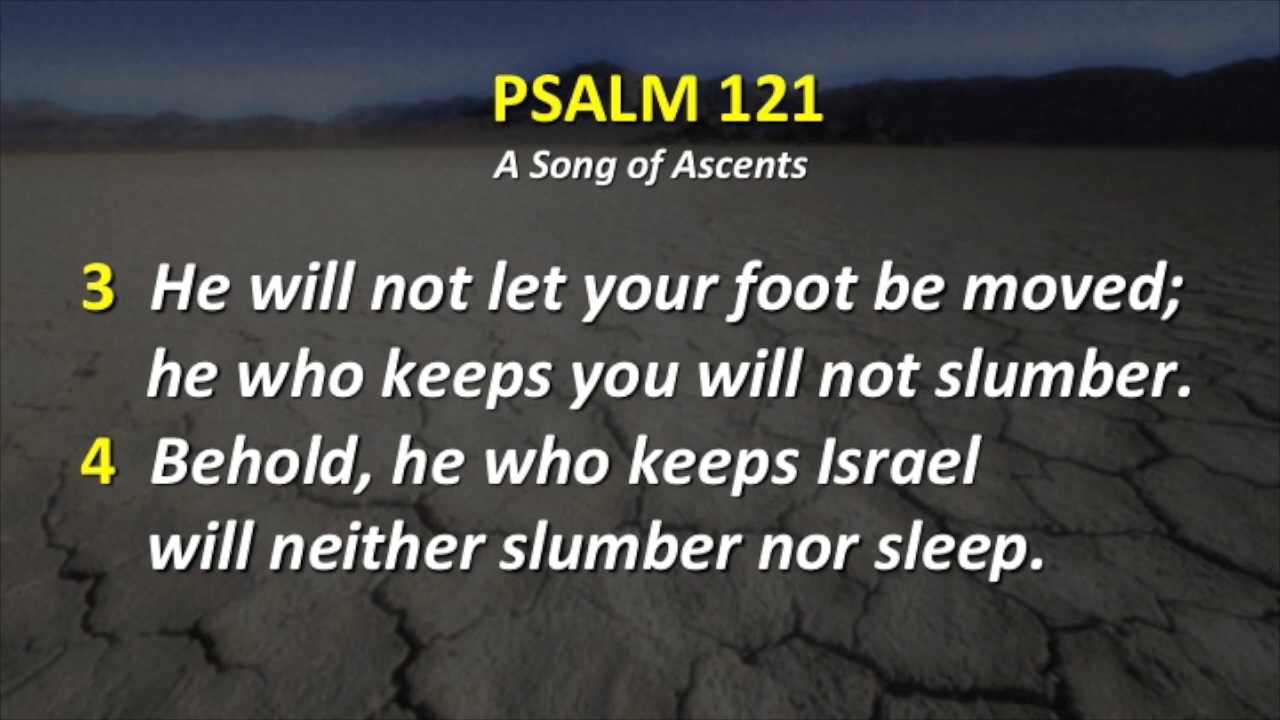 PSALM 121
A Song of Ascents
3 He will not let your foot be moved;
he who keeps you will not slumber.
4 Behold, he who keeps Israel
will neither slumber nor sleep.